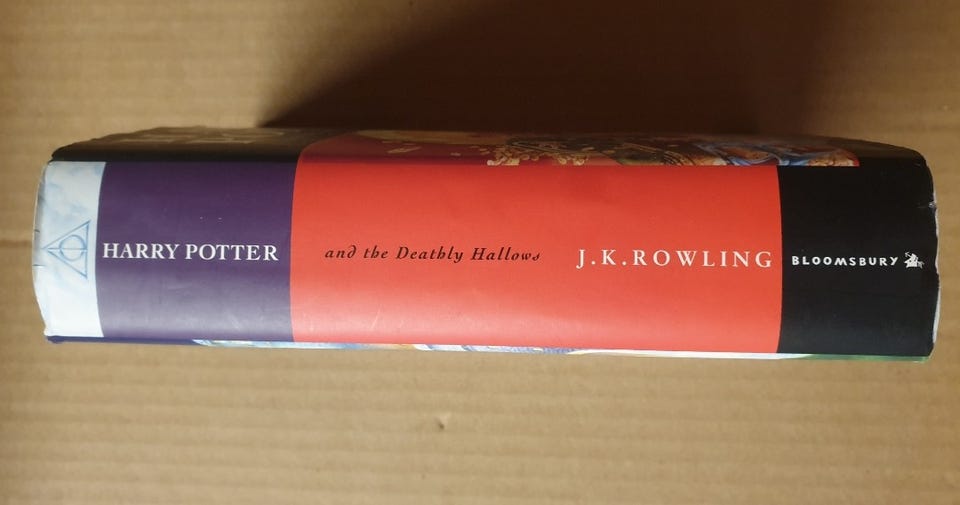 HARRY POTTER
and the Deathly Hallows
J.K.ROWLING
BLOOMSBURY